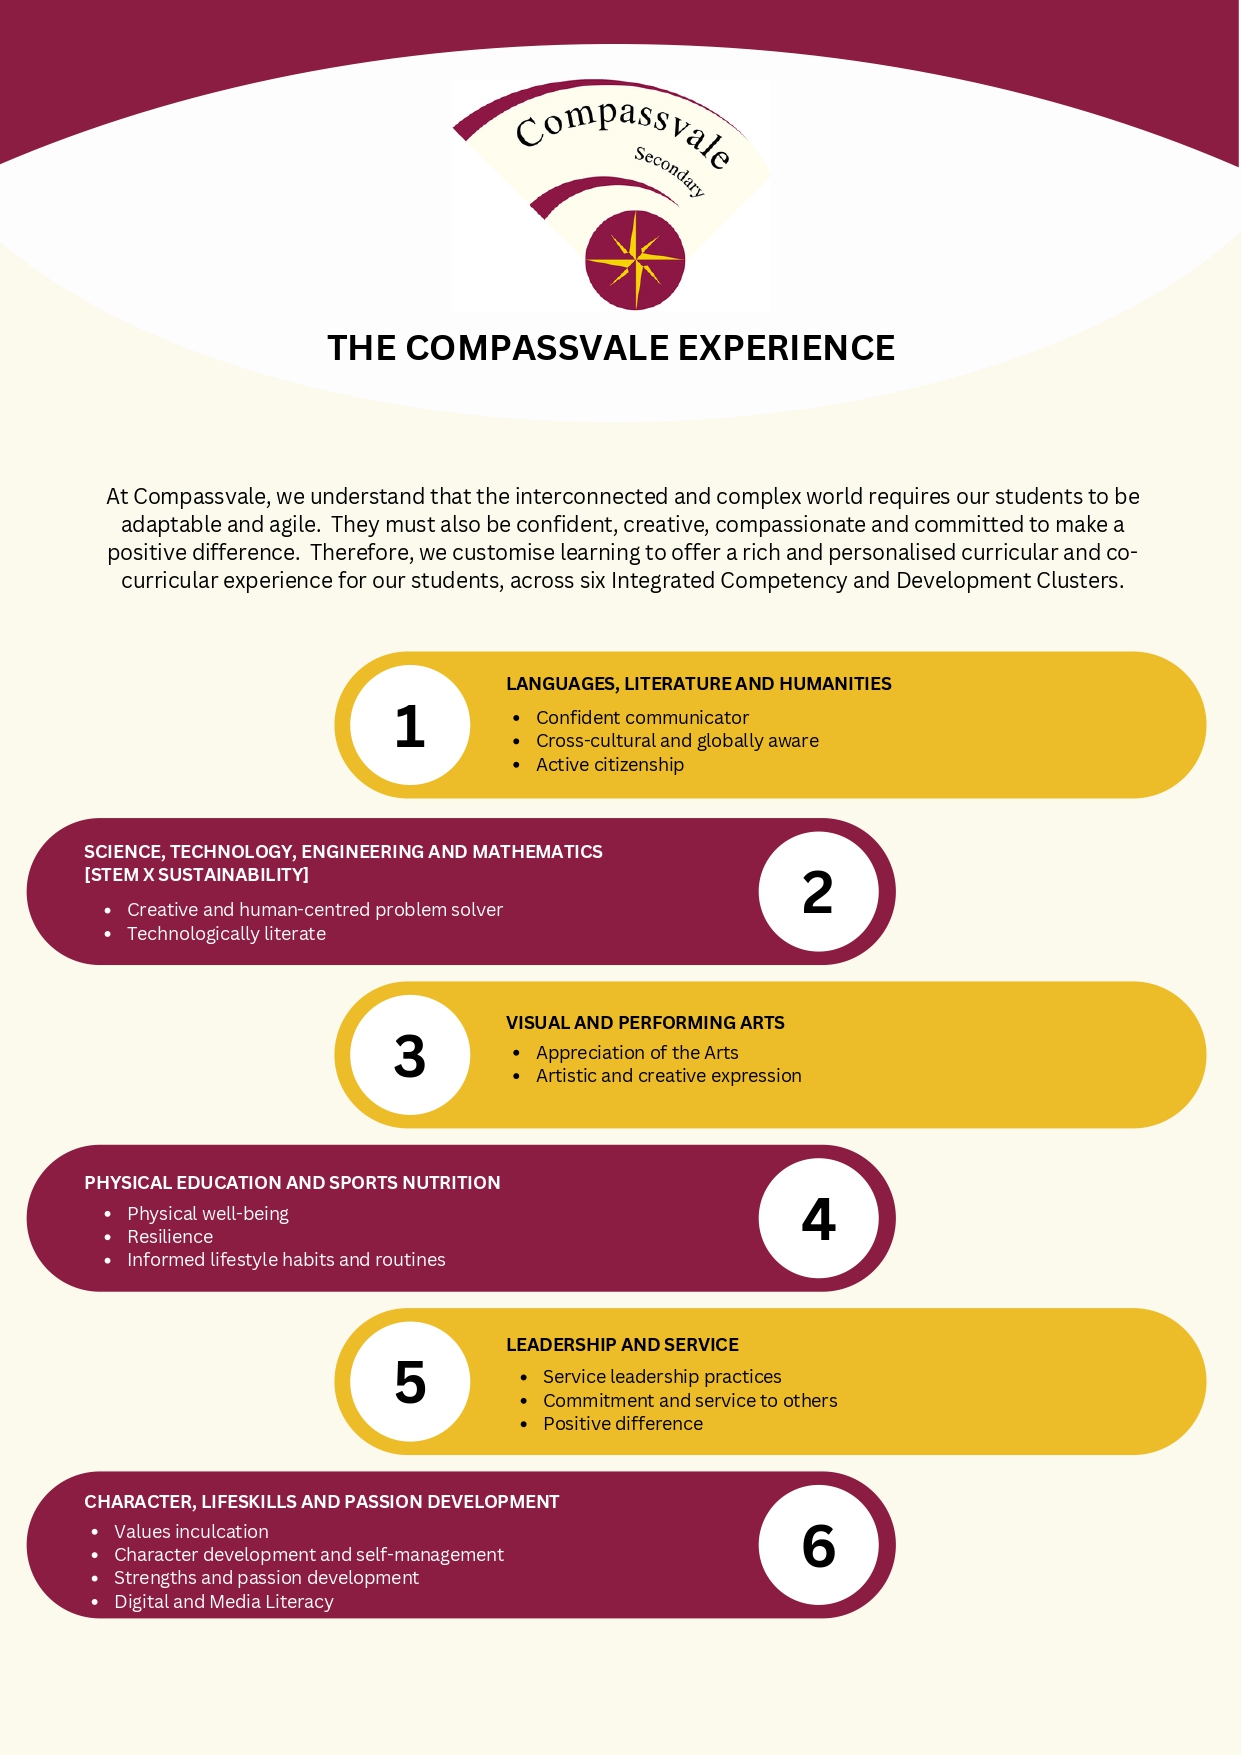 Compassvale
Secondary
THE COMPASSVALE EXPERIENCE
At Compassvale, we understand that the interconnected and complex world requires our students to be
adaptable and agile.  They must also be confident, creative, compassionate and committed to make a
positive difference.  Therefore, we customise learning to offer a rich and personalised curricular and co-
curricular experience for our students, across six Integrated Competency and Development Clusters.
1
LANGUAGES, LITERATURE AND HUMANITIES
• Confident communicator
• Cross-cultural and globally aware
• Active citizenship
SCIENCE, TECHNOLOGY, ENGINEERING AND MATHEMATICS
[STEM X SUSTAINABILITY]
• Creative and human-centred problem solver
• Technologically literate
2
3
VISUAL AND PERFORMING ARTS
• Appreciation of the Arts
• Artistic and creative expression
PHYSICAL EDUCATION AND SPORTS NUTRITION
• Physical well-being
• Resilience
• Informed lifestyle habits and routines
4
5
LEADERSHIP AND SERVICE
• Service leadership practices
• Commitment and service to others
• Positive difference
CHARACTER, LIFESKILLS AND PASSION DEVELOPMENT
• Values inculcation
• Character development and self-management
• Strengths and passion development
• Digital and Media Literacy
6